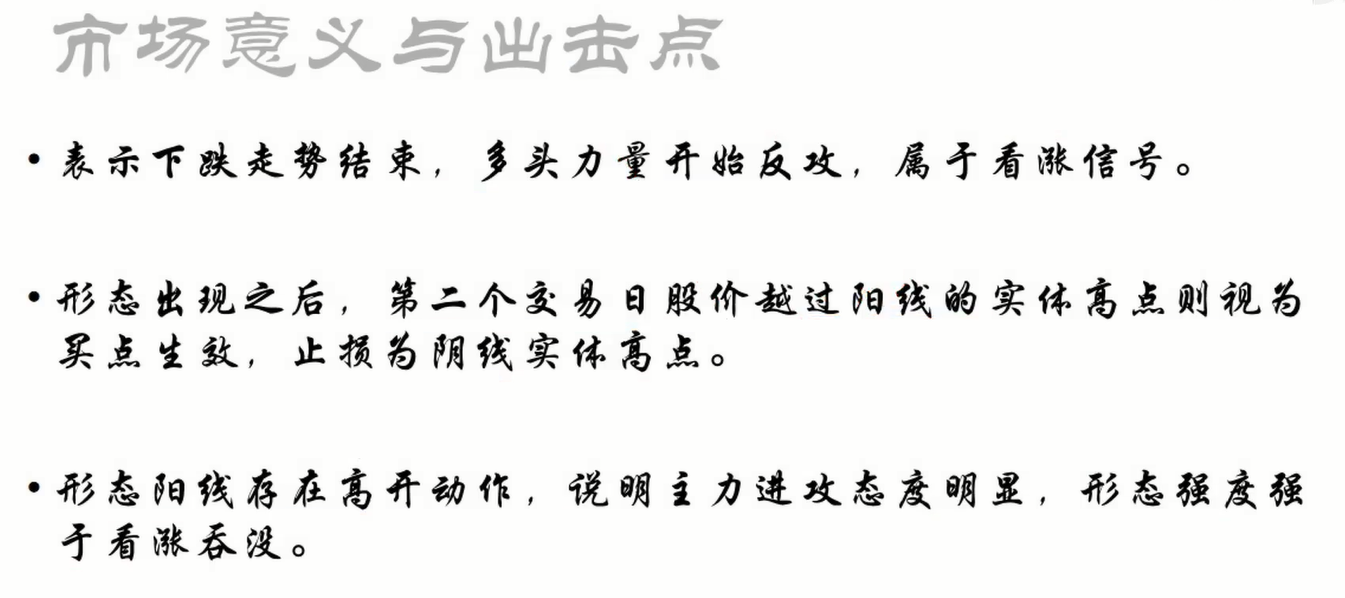 市场意义与出击点
• 表示下跌走势结束，多头力量开始反攻，属于看涨信号。
• 形态出现之后，第二个交易日股价越过阳线的实体高点则视为
买点生效，止损为阴线实体高点。
• 形态阳线存在高开动作，说明主力进攻态度明显，形态强度强
于看涨吞没。